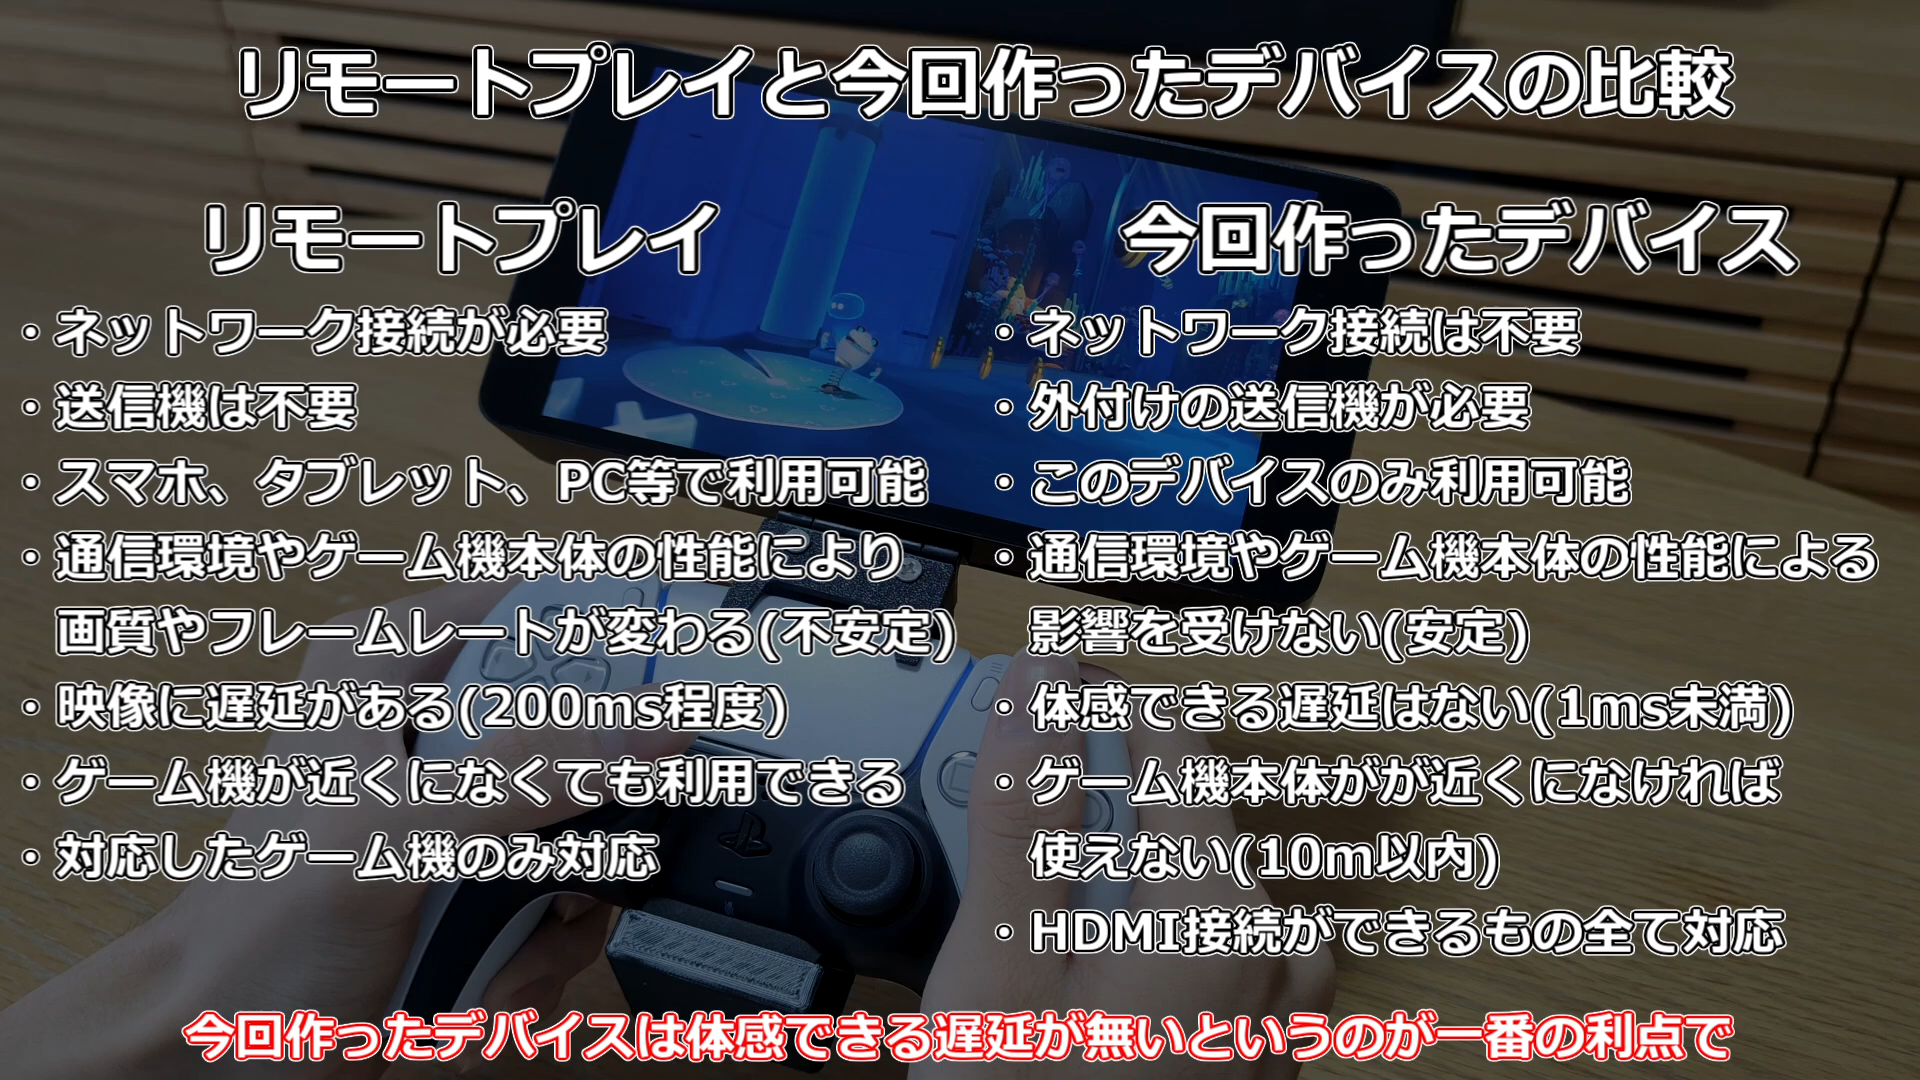 リモートプレイと今回作ったデバイスの比較
リモートプレイ
・ネットワーク接続が必要
・送信機は不要
・スマホ、タブレット、PC等で利用可能
・通信環境やゲーム機本体の性能により
画質やフレームレートが変わる(不安定)
・映像に遅延がある(200ms程度)
・ゲーム機が近くになくても利用できる
・対応したゲーム機のみ対応
今回作ったデバイス
・ネットワーク接続は不要
・外付けの送信機が必要
・このデバイスのみ利用可能
・通信環境やゲーム機本体の性能による
影響を受けない(安定)
・体感できる遅延はない(1ms未満)
・ゲーム機本体がが近くになければ
使えない(10m以内)
・HDMI接続ができるもの全て対応
今回作ったデバイスは体感できる遅延が無いというのが一番の利点で